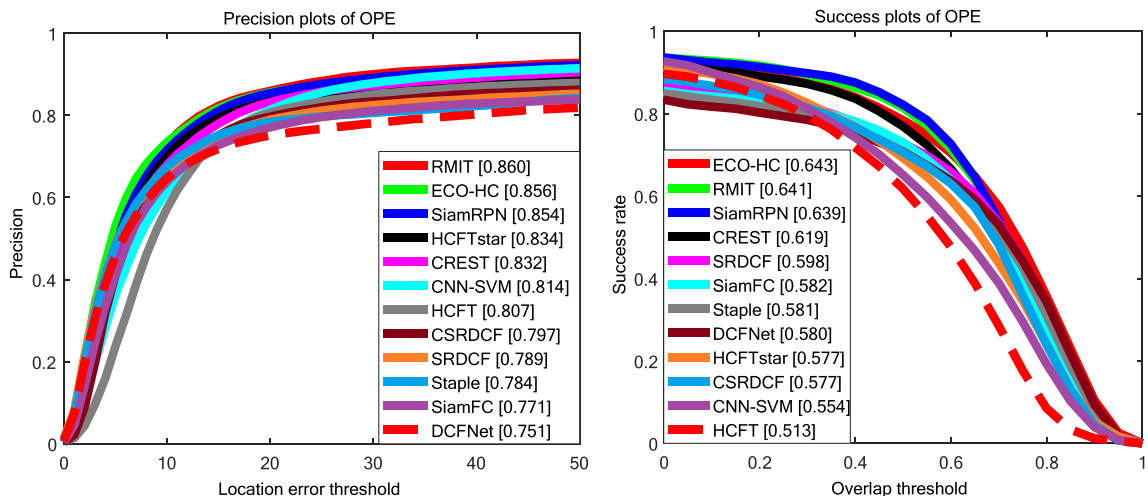 Precision plots of OPE
1
0.8
0.6
0.4
0.2
0
Precision
0 10 20 30 40 50
Location error threshold
RMIT [0.860]
ECO-HC [0.856]
SiamRPN [0.854]
HCFTstar [0.834]
CREST [0.832]
CNN-SVM [0.814]
HCFT [0.807]
CSRDCF [0.797]
SRDCF [0.789]
Staple [0.784]
SiamFC [0.771]
DCFNet [0.751]
Success plots of OPE
1
0.8
0.6
0.4
0.2
0
Success rate
0 0.2 0.4 0.6 0.8 1
Overlap threshold
ECO-HC [0.643]
RMIT [0.641]
SiamRPN [0.639]
CREST [0.619]
SRDCF [0.598]
SiamFC [0.582]
Staple [0.581]
DCFNet [0.580]
HCFTstar [0.577]
CSRDCF [0.577]
CNN-SVM [0.554]
HCFT [0.513]